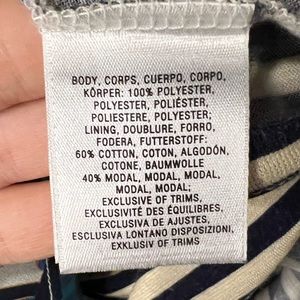 BODY, CORPS, CUERPO, CORPO,
KÖRPER: 100% POLYESTER,
POLYESTER, POLIÉSTER,
POLIESTERE, POLYESTER;
LINING, DOUBLURE, FORRO,
FODERA, FUTTERSTOFF:
60% COTTON, COTON, ALGODÓN,
COTONE, BAUMWOLLE
40% MODAL, MODAL, MODAL,
MODAL, MODAL;
EXCLUSIVE OF TRIMS,
EXCLUSIVITÉ DES ÉQUILIBRES,
EXCLUSIVA DE AJUSTES,
ESCLUSIVA LONTANO DISPOSIZIONI,
EXKLUSIV OF TRIMS